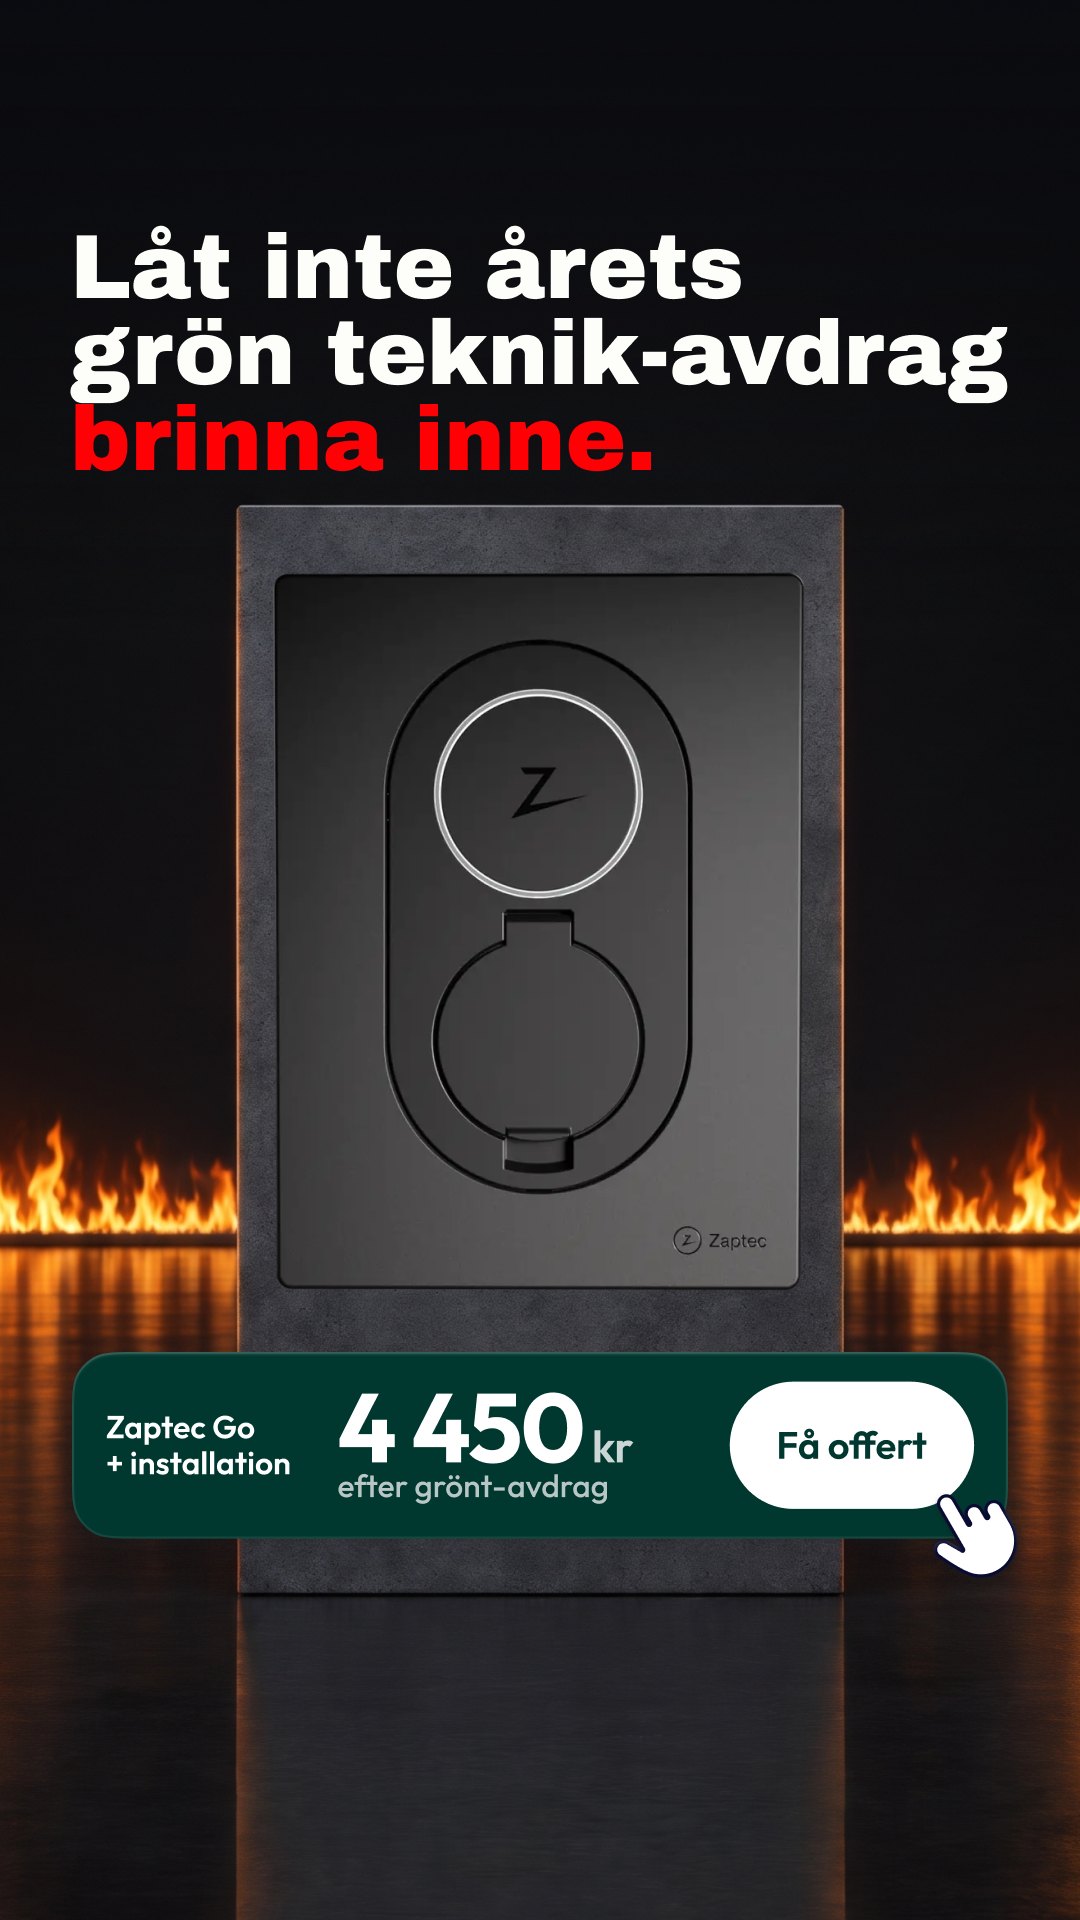 Låt inte årets
grön teknik-avdrag
brinna inne.
Zaptec
Zaptec Go
+ installation
4 450 kr
efter grönt-avdrag
Få offert